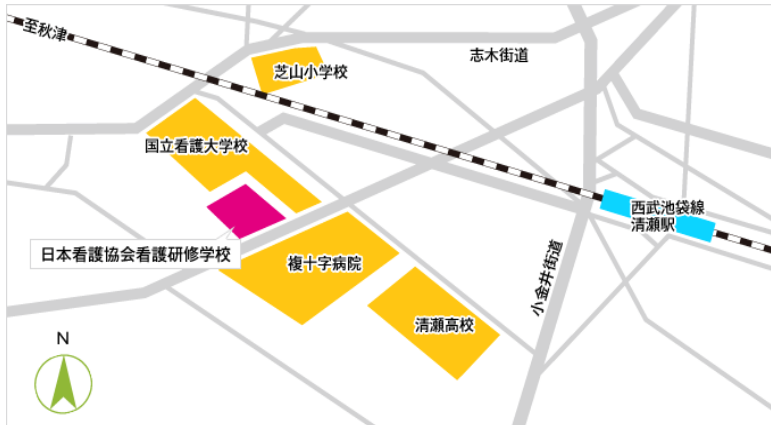 至秋津
志木街道
芝山小学校
国立看護大学校
西武池袋線
清瀬駅
日本看護協会看護研修学校
複十字病院
小金井街道
清瀬高校
N